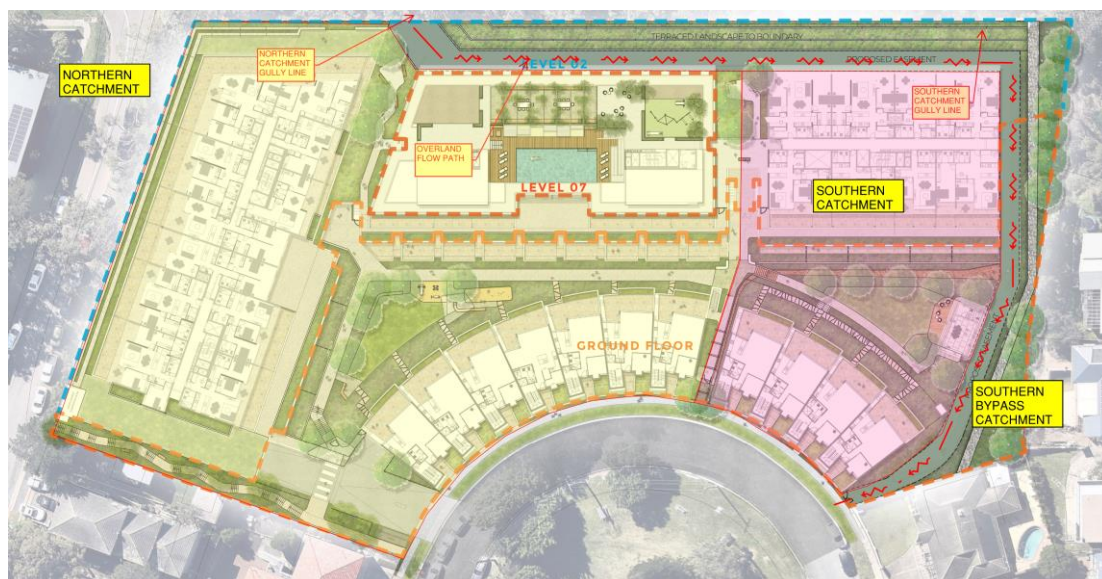 TERRACED LANDSCAPE TO BOUNDARY
NORTHERN
CATCHMENT
GULLY LINE
LEVEL 02
PROPOSED EASEMENT
NORTHERN
CATCHMENT
SOUTHERN
CATCHMENT
GULLY LINE
OVERLAND
FLOW PATH
LEVEL 07
SOUTHERN
CATCHMENT
GROUND FLOOR
SOUTHERN
BYPASS
CATCHMENT